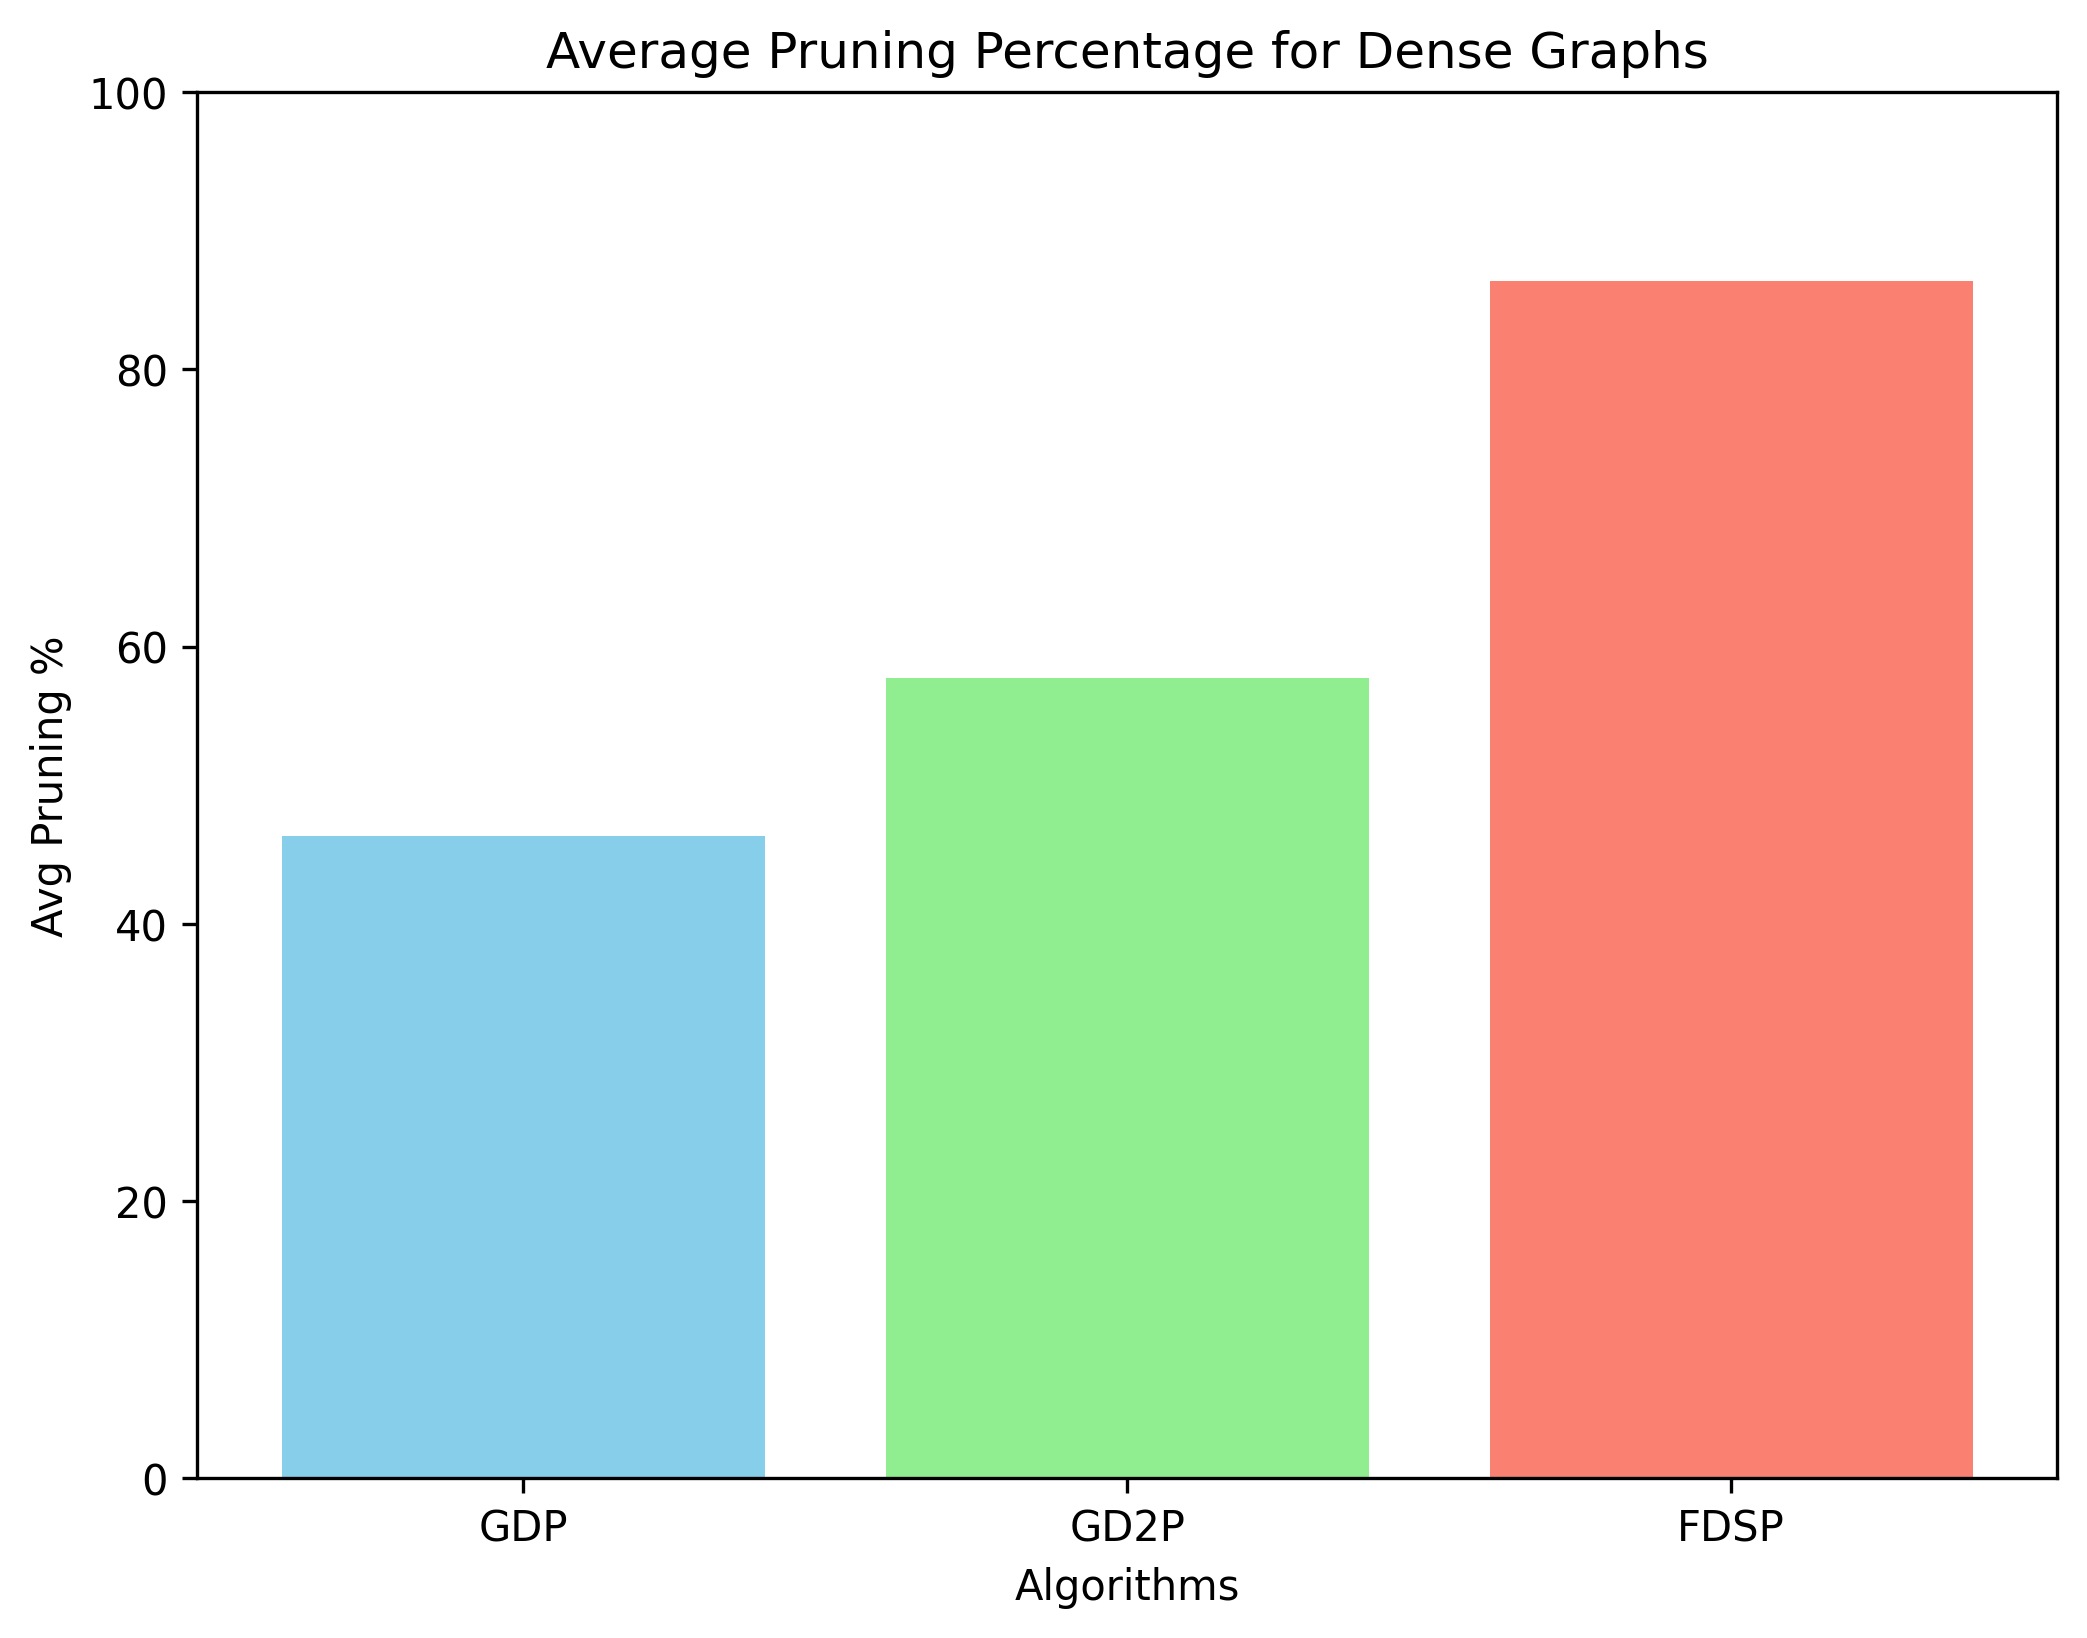 Average Pruning Percentage for Dense Graphs
100
80
60
40
20
0
Avg Pruning %
GDP GD2P FDSP
Algorithms